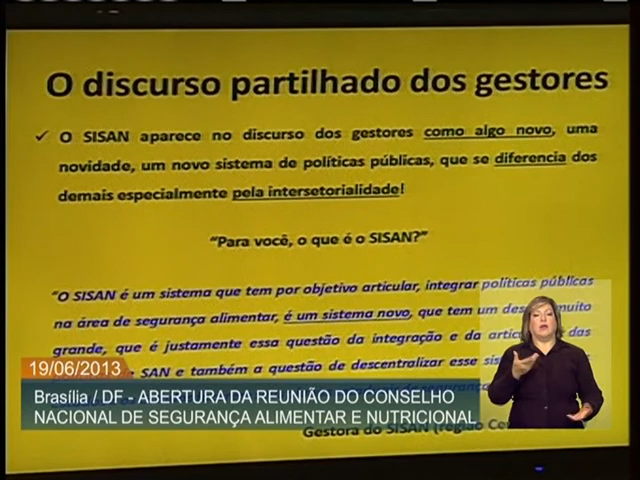 O discurso partilhado dos gestores
✓ O SISAN aparece no discurso dos gestores como algo novo, uma
novidade, um novo sistema de políticas públicas, que se diferencia dos
demais especialmente pela intersetorialidade!
"Para você, o que é o SISAN?"
"O SISAN é um sistema que tem por objetivo articular, integrar políticas públicas
na área de segurança alimentar, é um sistema novo, que tem um muito
grande, que é justamente essa questão da integração e da das
SAN e também a questão de descentralizar esse
19/06/2013
Brasília / DF - ABERTURA DA REUNIÃO DO CONSELHO
NACIONAL DE SEGURANÇA ALIMENTAR E NUTRICIONAL
Gestora do SISAN (região